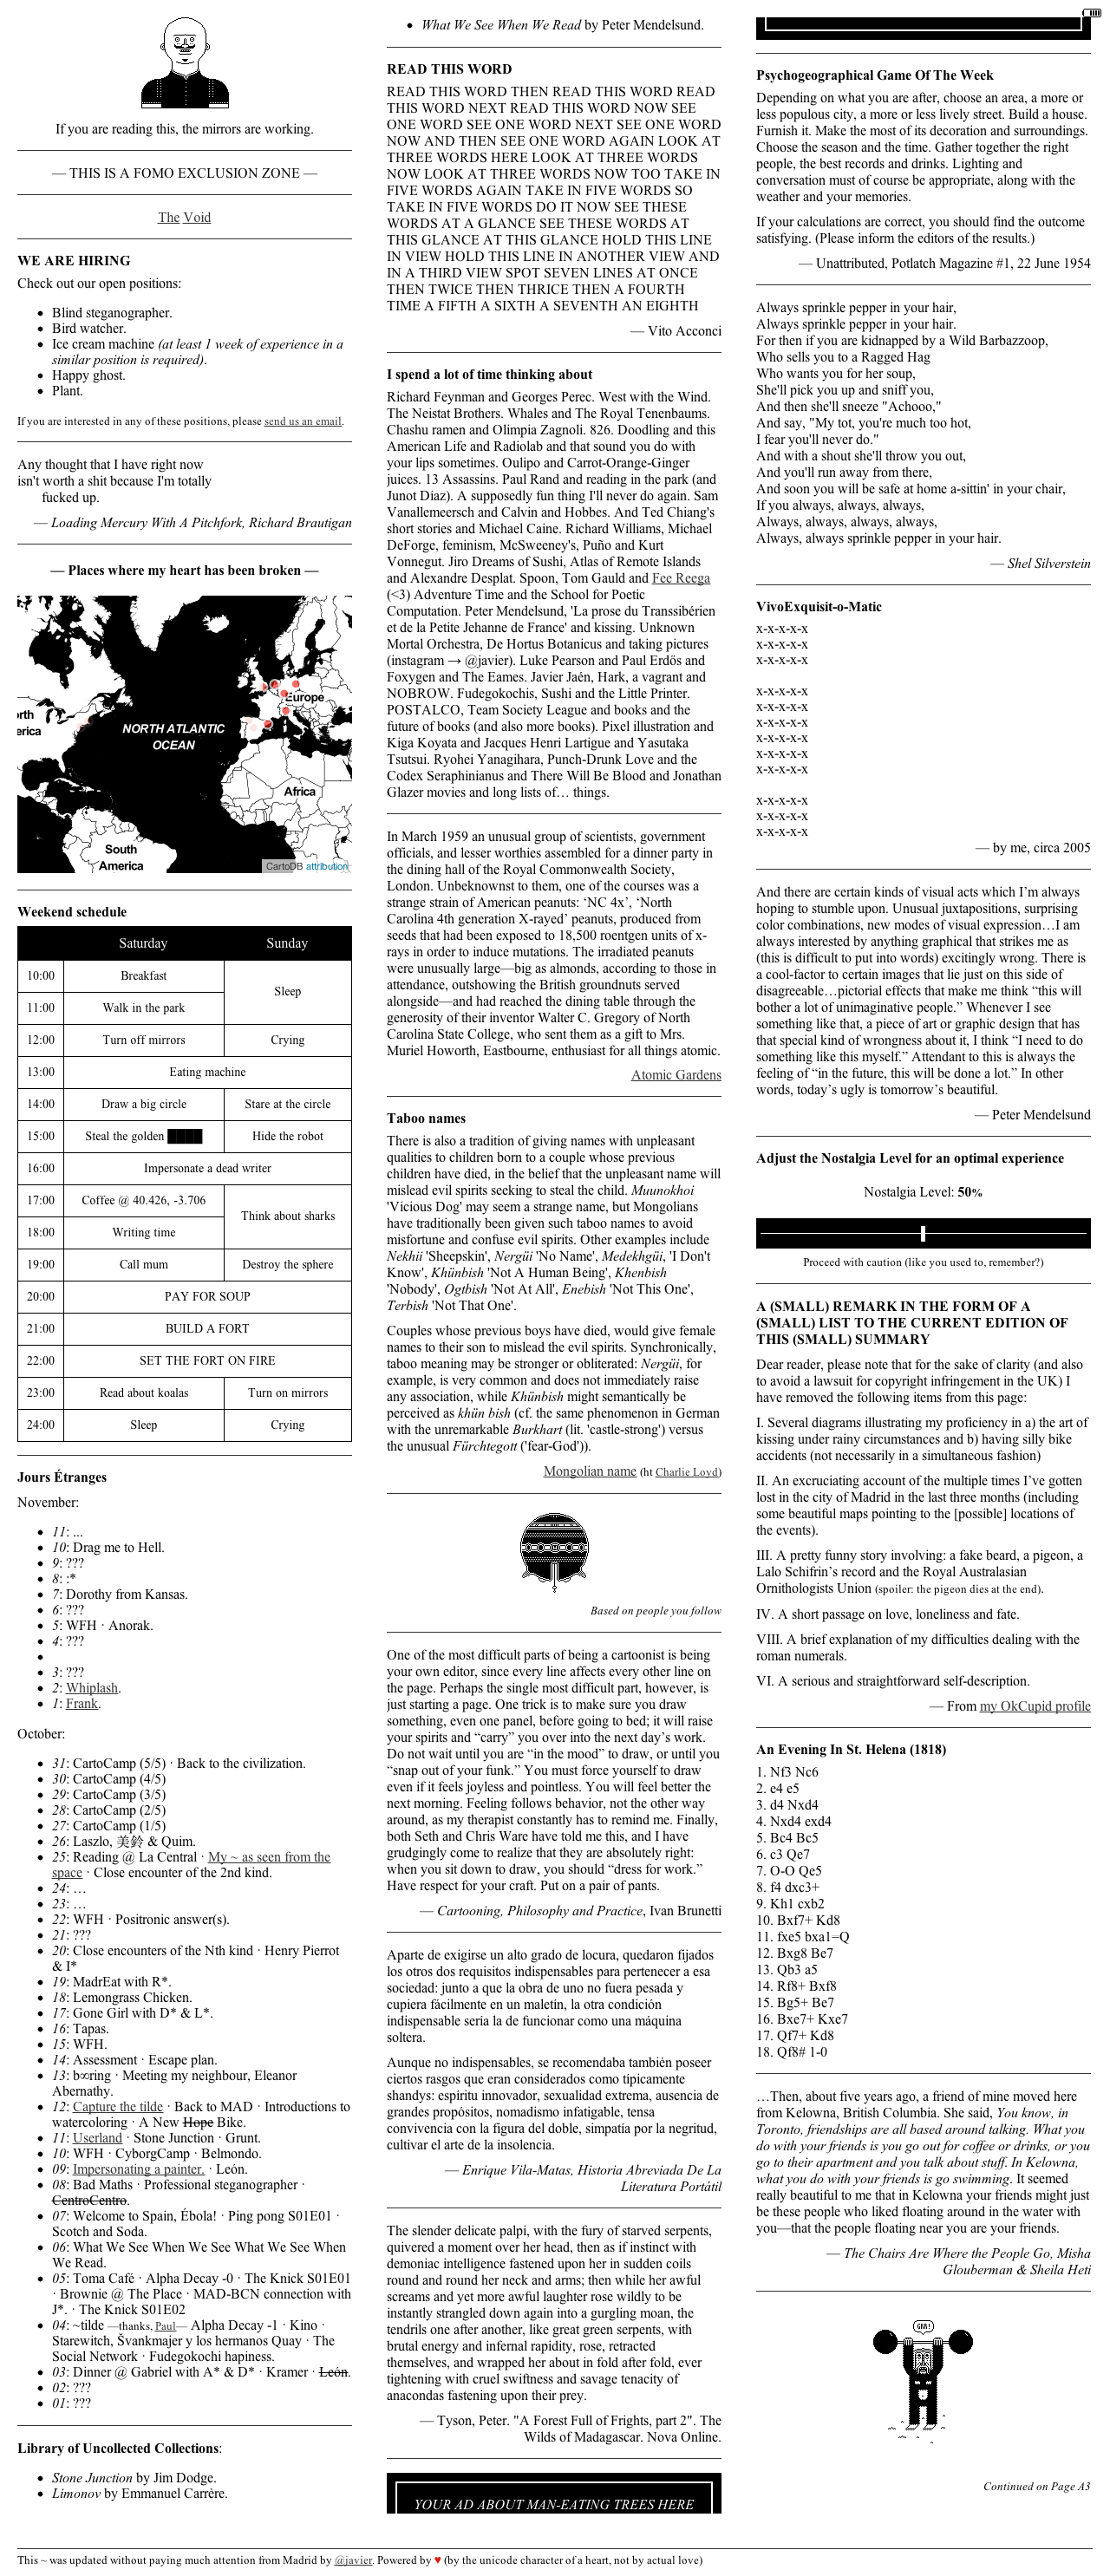 If you are reading this, the mirrors are working.
— THIS IS A FOMO EXCLUSION ZONE —
The Void
WE ARE HIRING
Check out our open positions:
• Blind steganographer.
• Bird watcher.
• Ice cream machine (at least 1 week of experience in a
similar position is required).
• Happy ghost.
• Plant.
If you are interested in any of these positions, please send us an email.
Any thought that I have right now
isn't worth a shit because I'm totally
fucked up.
— Loading Mercury With A Pitchfork, Richard Brautigan
— Places where my heart has been broken —
Europe
orth
erica
NORTH ATLANTIC
OCEAN
Africa
South
America
CartoDB attribution
Weekend schedule
Saturday Sunday
10:00 Breakfast Sleep
11:00 Walk in the park
12:00 Turn off mirrors Crying
13:00 Eating machine
14:00 Draw a big circle Stare at the circle
15:00 Steal the golden ████ Hide the robot
16:00 Impersonate a dead writer
17:00 Coffee @ 40.426, -3.706 Think about sharks
18:00 Writing time
19:00 Call mum Destroy the sphere
20:00 PAY FOR SOUP
21:00 BUILD A FORT
22:00 SET THE FORT ON FIRE
23:00 Read about koalas Turn on mirrors
24:00 Sleep Crying
Jours Étranges
November:
• 11: ...
• 10: Drag me to Hell.
• 9: ???
• 8: :*
• 7: Dorothy from Kansas.
• 6: ???
• 5: WFH · Anorak.
• 4: ???
•
• 3: ???
• 2: Whiplash.
• 1: Frank.
October:
• 31: CartoCamp (5/5) · Back to the civilization.
• 30: CartoCamp (4/5)
• 29: CartoCamp (3/5)
• 28: CartoCamp (2/5)
• 27: CartoCamp (1/5)
• 26: Laszlo, 美鈴 & Quim.
• 25: Reading @ La Central · My ~ as seen from the
space · Close encounter of the 2nd kind.
• 24: …
• 23: …
• 22: WFH · Positronic answer(s).
• 21: ???
• 20: Close encounters of the Nth kind · Henry Pierrot
& I*
• 19: MadrEat with R*.
• 18: Lemongrass Chicken.
• 17: Gone Girl with D* & L*.
• 16: Tapas.
• 15: WFH.
• 14: Assessment · Escape plan.
• 13: b∞ring · Meeting my neighbour, Eleanor
Abernathy.
• 12: Capture the tilde · Back to MAD · Introductions to
watercoloring · A New Hope Bike.
• 11: Userland · Stone Junction · Grunt.
• 10: WFH · CyborgCamp · Belmondo.
• 09: Impersonating a painter. · León.
• 08: Bad Maths · Professional steganographer ·
CentroCentro.
• 07: Welcome to Spain, Ébola! · Ping pong S01E01 ·
Scotch and Soda.
• 06: What We See When We See What We See When
We Read.
• 05: Toma Café · Alpha Decay -0 · The Knick S01E01
· Brownie @ The Place · MAD-BCN connection with
J*. · The Knick S01E02
• 04: ~tilde —thanks, Paul— Alpha Decay -1 · Kino ·
Starewitch, Švankmajer y los hermanos Quay · The
Social Network · Fudegokochi hapiness.
• 03: Dinner @ Gabriel with A* & D* · Kramer · León.
• 02: ???
• 01: ???
Library of Uncollected Collections:
• Stone Junction by Jim Dodge.
• Limonov by Emmanuel Carrère.
• What We See When We Read by Peter Mendelsund.
READ THIS WORD
READ THIS WORD THEN READ THIS WORD READ
THIS WORD NEXT READ THIS WORD NOW SEE
ONE WORD SEE ONE WORD NEXT SEE ONE WORD
NOW AND THEN SEE ONE WORD AGAIN LOOK AT
THREE WORDS HERE LOOK AT THREE WORDS
NOW LOOK AT THREE WORDS NOW TOO TAKE IN
FIVE WORDS AGAIN TAKE IN FIVE WORDS SO
TAKE IN FIVE WORDS DO IT NOW SEE THESE
WORDS AT A GLANCE SEE THESE WORDS AT
THIS GLANCE AT THIS GLANCE HOLD THIS LINE
IN VIEW HOLD THIS LINE IN ANOTHER VIEW AND
IN A THIRD VIEW SPOT SEVEN LINES AT ONCE
THEN TWICE THEN THRICE THEN A FOURTH
TIME A FIFTH A SIXTH A SEVENTH AN EIGHTH
— Vito Acconci
I spend a lot of time thinking about
Richard Feynman and Georges Perec. West with the Wind.
The Neistat Brothers. Whales and The Royal Tenenbaums.
Chashu ramen and Olimpia Zagnoli. 826. Doodling and this
American Life and Radiolab and that sound you do with
your lips sometimes. Oulipo and Carrot-Orange-Ginger
juices. 13 Assassins. Paul Rand and reading in the park (and
Junot Díaz). A supposedly fun thing I'll never do again. Sam
Vanallemeersch and Calvin and Hobbes. And Ted Chiang's
short stories and Michael Caine. Richard Williams, Michael
DeForge, feminism, McSweeney's, Puño and Kurt
Vonnegut. Jiro Dreams of Sushi, Atlas of Remote Islands
and Alexandre Desplat. Spoon, Tom Gauld and Fee Reega
(<3) Adventure Time and the School for Poetic
Computation. Peter Mendelsund, 'La prose du Transsibérien
et de la Petite Jehanne de France' and kissing. Unknown
Mortal Orchestra, De Hortus Botanicus and taking pictures
(instagram → @javier). Luke Pearson and Paul Erdős and
Foxygen and The Eames. Javier Jaén, Hark, a vagrant and
NOBROW. Fudegokochis, Sushi and the Little Printer.
POSTALCO, Team Society League and books and the
future of books (and also more books). Pixel illustration and
Kiga Koyata and Jacques Henri Lartigue and Yasutaka
Tsutsui. Ryohei Yanagihara, Punch-Drunk Love and the
Codex Seraphinianus and There Will Be Blood and Jonathan
Glazer movies and long lists of… things.
In March 1959 an unusual group of scientists, government
officials, and lesser worthies assembled for a dinner party in
the dining hall of the Royal Commonwealth Society,
London. Unbeknownst to them, one of the courses was a
strange strain of American peanuts: ‘NC 4x’, ‘North
Carolina 4th generation X-rayed’ peanuts, produced from
seeds that had been exposed to 18,500 roentgen units of x-
rays in order to induce mutations. The irradiated peanuts
were unusually large—big as almonds, according to those in
attendance, outshowing the British groundnuts served
alongside—and had reached the dining table through the
generosity of their inventor Walter C. Gregory of North
Carolina State College, who sent them as a gift to Mrs.
Muriel Howorth, Eastbourne, enthusiast for all things atomic.
Atomic Gardens
Taboo names
There is also a tradition of giving names with unpleasant
qualities to children born to a couple whose previous
children have died, in the belief that the unpleasant name will
mislead evil spirits seeking to steal the child. Muunokhoi
'Vicious Dog' may seem a strange name, but Mongolians
have traditionally been given such taboo names to avoid
misfortune and confuse evil spirits. Other examples include
Nekhii 'Sheepskin', Nergüi 'No Name', Medekhgüi, 'I Don't
Know', Khünbish 'Not A Human Being', Khenbish
'Nobody', Ogtbish 'Not At All', Enebish 'Not This One',
Terbish 'Not That One'.
Couples whose previous boys have died, would give female
names to their son to mislead the evil spirits. Synchronically,
taboo meaning may be stronger or obliterated: Nergüi, for
example, is very common and does not immediately raise
any association, while Khünbish might semantically be
perceived as khün bish (cf. the same phenomenon in German
with the unremarkable Burkhart (lit. 'castle-strong') versus
the unusual Fürchtegott ('fear-God')).
Mongolian name (ht Charlie Loyd)
Based on people you follow
One of the most difficult parts of being a cartoonist is being
your own editor, since every line affects every other line on
the page. Perhaps the single most difficult part, however, is
just starting a page. One trick is to make sure you draw
something, even one panel, before going to bed; it will raise
your spirits and “carry” you over into the next day’s work.
Do not wait until you are “in the mood” to draw, or until you
“snap out of your funk.” You must force yourself to draw
even if it feels joyless and pointless. You will feel better the
next morning. Feeling follows behavior, not the other way
around, as my therapist constantly has to remind me. Finally,
both Seth and Chris Ware have told me this, and I have
grudgingly come to realize that they are absolutely right:
when you sit down to draw, you should “dress for work.”
Have respect for your craft. Put on a pair of pants.
— Cartooning, Philosophy and Practice, Ivan Brunetti
Aparte de exigirse un alto grado de locura, quedaron fijados
los otros dos requisitos indispensables para pertenecer a esa
sociedad: junto a que la obra de uno no fuera pesada y
cupiera fácilmente en un maletín, la otra condición
indispensable sería la de funcionar como una máquina
soltera.
Aunque no indispensables, se recomendaba también poseer
ciertos rasgos que eran considerados como típicamente
shandys: espíritu innovador, sexualidad extrema, ausencia de
grandes propósitos, nomadismo infatigable, tensa
convivencia con la figura del doble, simpatía por la negritud,
cultivar el arte de la insolencia.
— Enrique Vila-Matas, Historia Abreviada De La
Literatura Portátil
The slender delicate palpi, with the fury of starved serpents,
quivered a moment over her head, then as if instinct with
demoniac intelligence fastened upon her in sudden coils
round and round her neck and arms; then while her awful
screams and yet more awful laughter rose wildly to be
instantly strangled down again into a gurgling moan, the
tendrils one after another, like great green serpents, with
brutal energy and infernal rapidity, rose, retracted
themselves, and wrapped her about in fold after fold, ever
tightening with cruel swiftness and savage tenacity of
anacondas fastening upon their prey.
— Tyson, Peter. "A Forest Full of Frights, part 2". The
Wilds of Madagascar. Nova Online.
YOUR AD ABOUT MAN-EATING TREES HERE
Psychogeographical Game Of The Week
Depending on what you are after, choose an area, a more or
less populous city, a more or less lively street. Build a house.
Furnish it. Make the most of its decoration and surroundings.
Choose the season and the time. Gather together the right
people, the best records and drinks. Lighting and
conversation must of course be appropriate, along with the
weather and your memories.
If your calculations are correct, you should find the outcome
satisfying. (Please inform the editors of the results.)
— Unattributed, Potlatch Magazine #1, 22 June 1954
Always sprinkle pepper in your hair,
Always sprinkle pepper in your hair.
For then if you are kidnapped by a Wild Barbazzoop,
Who sells you to a Ragged Hag
Who wants you for her soup,
She'll pick you up and sniff you,
And then she'll sneeze "Achooo,"
And say, "My tot, you're much too hot,
I fear you'll never do."
And with a shout she'll throw you out,
And you'll run away from there,
And soon you will be safe at home a-sittin' in your chair,
If you always, always, always,
Always, always, always, always,
Always, always sprinkle pepper in your hair.
— Shel Silverstein
VivoExquisit-o-Matic
x-x-x-x-x
x-x-x-x-x
x-x-x-x-x
x-x-x-x-x
x-x-x-x-x
x-x-x-x-x
x-x-x-x-x
x-x-x-x-x
x-x-x-x-x
x-x-x-x-x
x-x-x-x-x
x-x-x-x-x
— by me, circa 2005
And there are certain kinds of visual acts which I’m always
hoping to stumble upon. Unusual juxtapositions, surprising
color combinations, new modes of visual expression…I am
always interested by anything graphical that strikes me as
(this is difficult to put into words) excitingly wrong. There is
a cool-factor to certain images that lie just on this side of
disagreeable…pictorial effects that make me think “this will
bother a lot of unimaginative people.” Whenever I see
something like that, a piece of art or graphic design that has
that special kind of wrongness about it, I think “I need to do
something like this myself.” Attendant to this is always the
feeling of “in the future, this will be done a lot.” In other
words, today’s ugly is tomorrow’s beautiful.
— Peter Mendelsund
Adjust the Nostalgia Level for an optimal experience
Nostalgia Level: 50%
Proceed with caution (like you used to, remember?)
A (SMALL) REMARK IN THE FORM OF A
(SMALL) LIST TO THE CURRENT EDITION OF
THIS (SMALL) SUMMARY
Dear reader, please note that for the sake of clarity (and also
to avoid a lawsuit for copyright infringement in the UK) I
have removed the following items from this page:
I. Several diagrams illustrating my proficiency in a) the art of
kissing under rainy circumstances and b) having silly bike
accidents (not necessarily in a simultaneous fashion)
II. An excruciating account of the multiple times I’ve gotten
lost in the city of Madrid in the last three months (including
some beautiful maps pointing to the [possible] locations of
the events).
III. A pretty funny story involving: a fake beard, a pigeon, a
Lalo Schifrin’s record and the Royal Australasian
Ornithologists Union (spoiler: the pigeon dies at the end).
IV. A short passage on love, loneliness and fate.
VIII. A brief explanation of my difficulties dealing with the
roman numerals.
VI. A serious and straightforward self-description.
— From my OkCupid profile
An Evening In St. Helena (1818)
1. Nf3 Nc6
2. e4 e5
3. d4 Nxd4
4. Nxd4 exd4
5. Bc4 Bc5
6. c3 Qe7
7. O-O Qe5
8. f4 dxc3+
9. Kh1 cxb2
10. Bxf7+ Kd8
11. fxe5 bxa1=Q
12. Bxg8 Be7
13. Qb3 a5
14. Rf8+ Bxf8
15. Bg5+ Be7
16. Bxe7+ Kxe7
17. Qf7+ Kd8
18. Qf8# 1-0
…Then, about five years ago, a friend of mine moved here
from Kelowna, British Columbia. She said, You know, in
Toronto, friendships are all based around talking. What you
do with your friends is you go out for coffee or drinks, or you
go to their apartment and you talk about stuff. In Kelowna,
what you do with your friends is go swimming. It seemed
really beautiful to me that in Kelowna your friends might just
be these people who liked floating around in the water with
you—that the people floating near you are your friends.
— The Chairs Are Where the People Go, Misha
Glouberman & Sheila Heti
Continued on Page A3
This ~ was updated without paying much attention from Madrid by @javier. Powered by ♥ (by the unicode character of a heart, not by actual love)